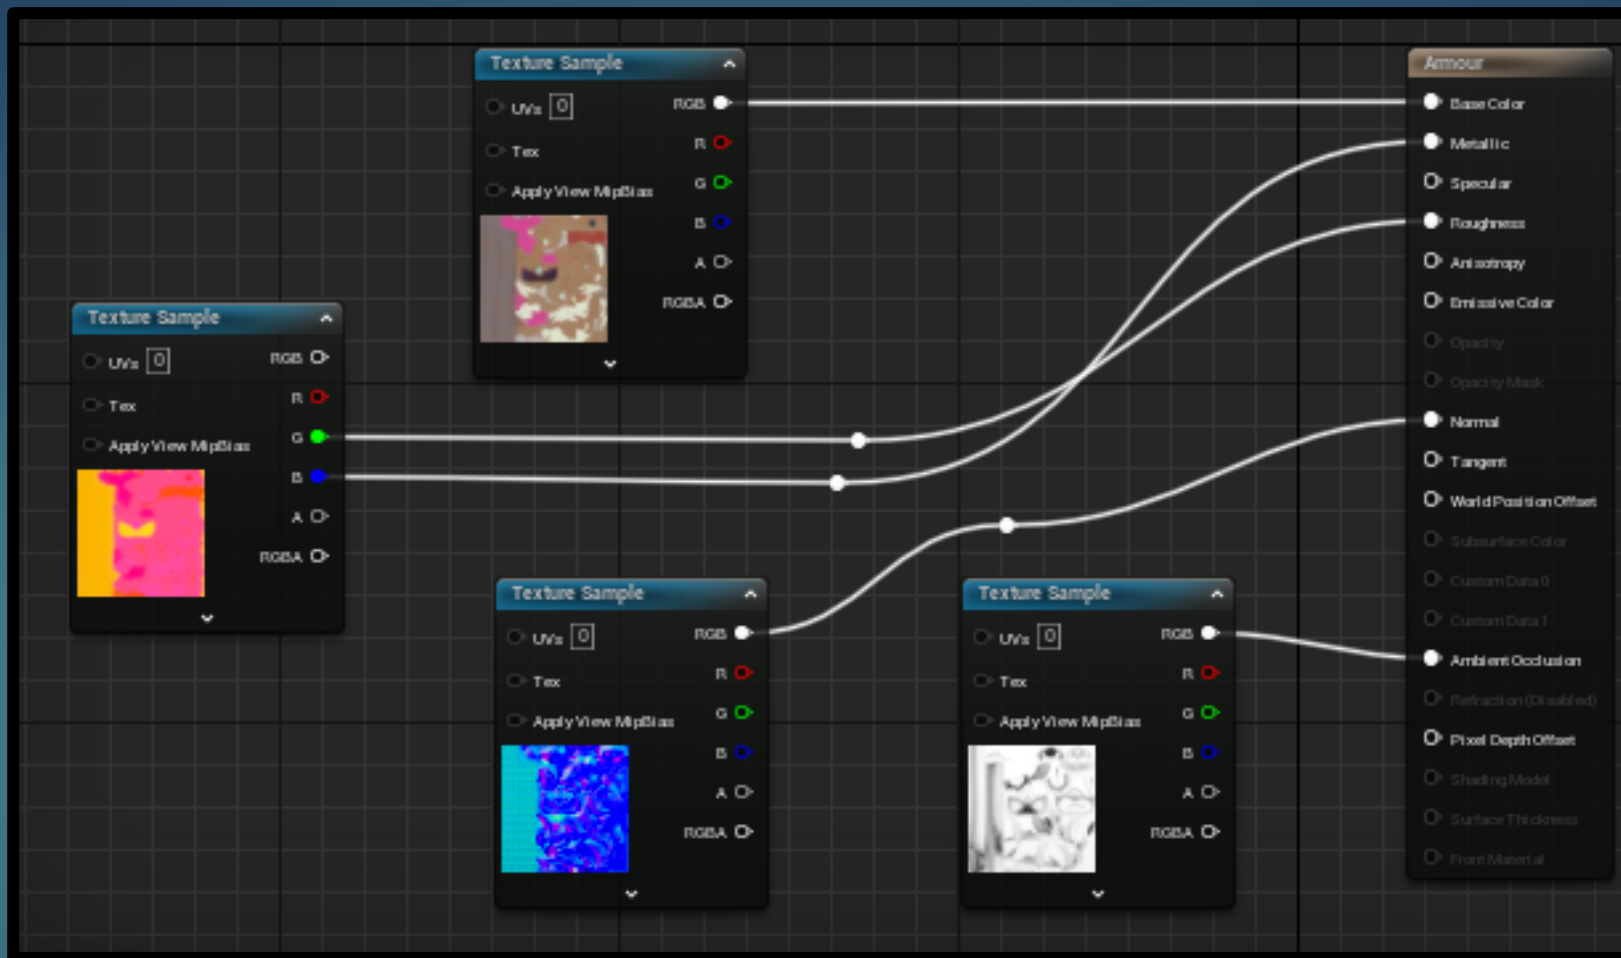 Texture Sample
UVs 0
Tex
Apply View MipBias
RGB
R
G
B
A
RGBA
Texture Sample
UVs 0
Tex
Apply View MipBias
RGB
R
G
B
A
RGBA
Texture Sample
UVs 0
Tex
Apply View MipBias
RGB
R
G
B
A
RGBA
Texture Sample
UVs 0
Tex
Apply View MipBias
RGB
R
G
B
A
RGBA
Armour
Base Color
Metallic
Specular
Roughness
Anisotropy
Emissive Color
Opacity
Opacity Mask
Normal
Tangent
World Position Offset
Subsurface Color
Custom Data 0
Custom Data 1
Ambient Occlusion
Refraction (Disabled)
Pixel Depth Offset
Shading Model
Surface Thickness
Front Material